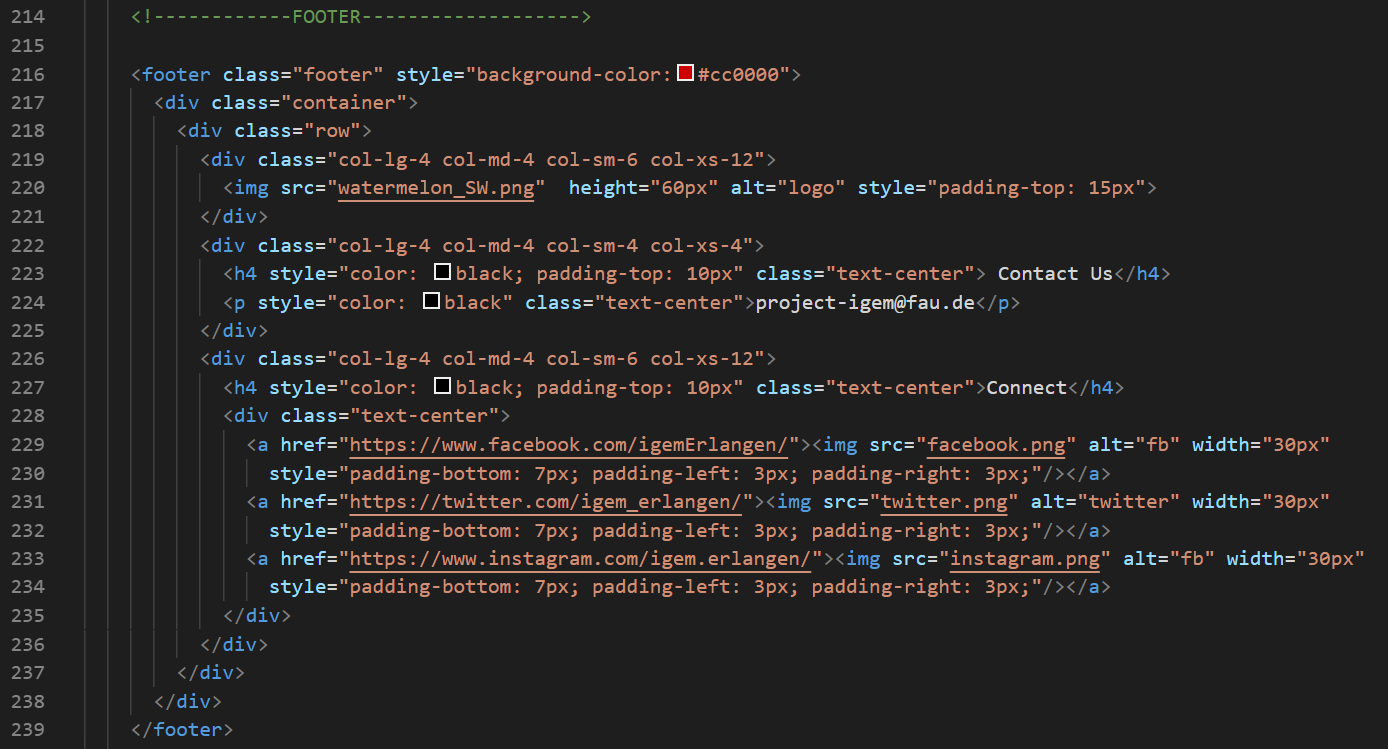 214 <!------------FOOTER------------------->
215
216 <footer class="footer" style="background-color: #cc0000">
217 <div class="container">
218 <div class="row">
219 <div class="col-lg-4 col-md-4 col-sm-6 col-xs-12">
220 <img src="watermelon_SW.png"  height="60px" alt="logo" style="padding-top: 15px">
221 </div>
222 <div class="col-lg-4 col-md-4 col-sm-4 col-xs-4">
223 <h4 style="color: black; padding-top: 10px" class="text-center"> Contact Us</h4>
224 <p style="color: black" class="text-center">project-igem@fau.de</p>
225 </div>
226 <div class="col-lg-4 col-md-4 col-sm-6 col-xs-12">
227 <h4 style="color: black; padding-top: 10px" class="text-center">Connect</h4>
228 <div class="text-center">
229 <a href="https://www.facebook.com/igemErlangen/"><img src="facebook.png" alt="fb" width="30px"
230 style="padding-bottom: 7px; padding-left: 3px; padding-right: 3px;"/></a>
231 <a href="https://twitter.com/igem_erlangen/"><img src="twitter.png" alt="twitter" width="30px"
232 style="padding-bottom: 7px; padding-left: 3px; padding-right: 3px;"/></a>
233 <a href="https://www.instagram.com/igem.erlangen/"><img src="instagram.png" alt="fb" width="30px"
234 style="padding-bottom: 7px; padding-left: 3px; padding-right: 3px;"/></a>
235 </div>
236 </div>
237 </div>
238 </div>
239 </footer>